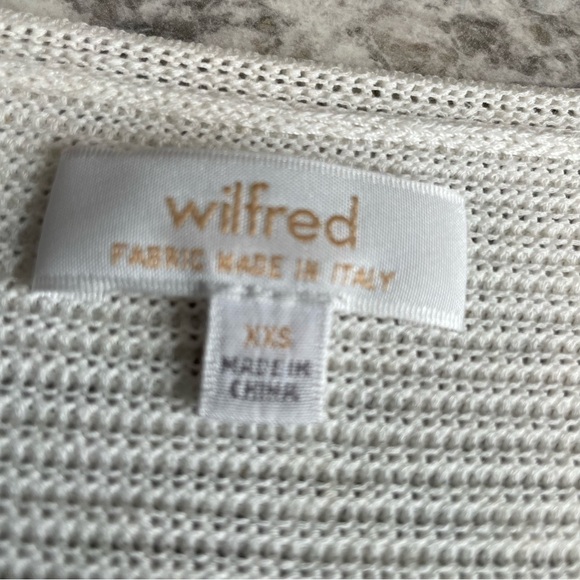 wilfred
FABRIC MADE IN ITALY
XXS
MADE IN
CHINA